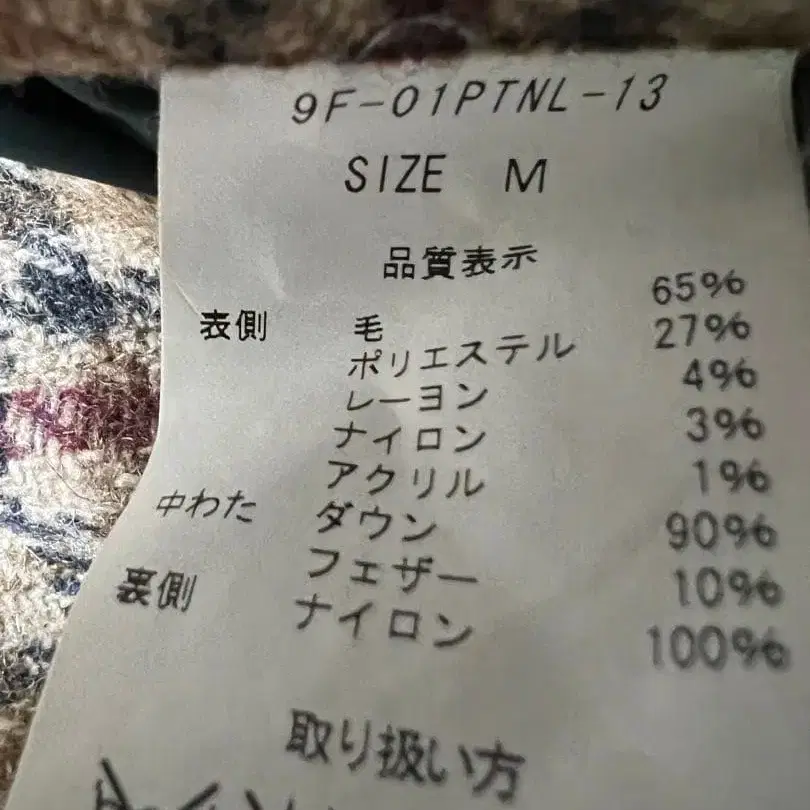 9F-01PTNL-13
SIZE M
品質表示
表側 毛 65%
ポリエステル 27%
レーヨン 4%
ナイロン 3%
アクリル 1%
中わた ダウン 90%
フェザー 10%
裏側 ナイロン 100%
取り扱い方